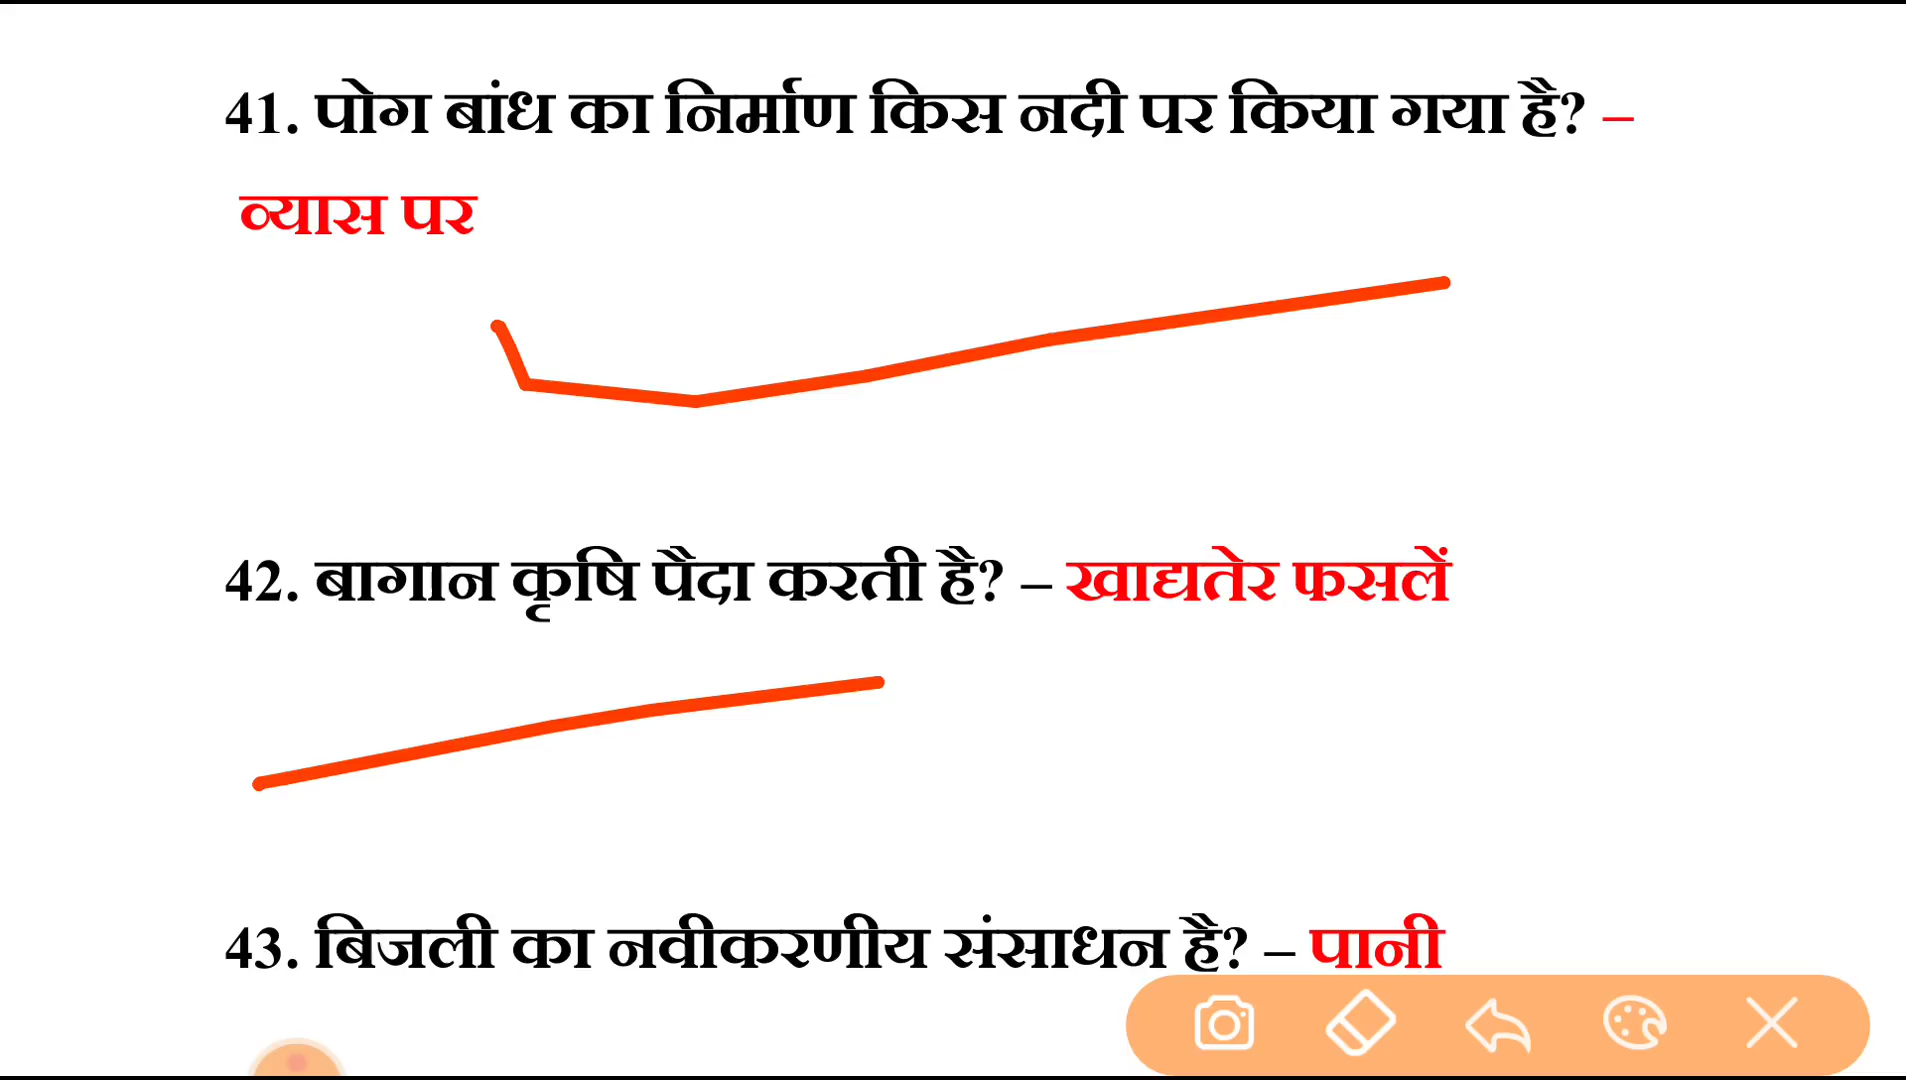 41. पोग बांध का निर्माण किस नदी पर किया गया है? –
व्यास पर
42. बागान कृषि पैदा करती है? – खाद्यतेर फसलें
43. बिजली का नवीकरणीय संसाधन है? – पानी